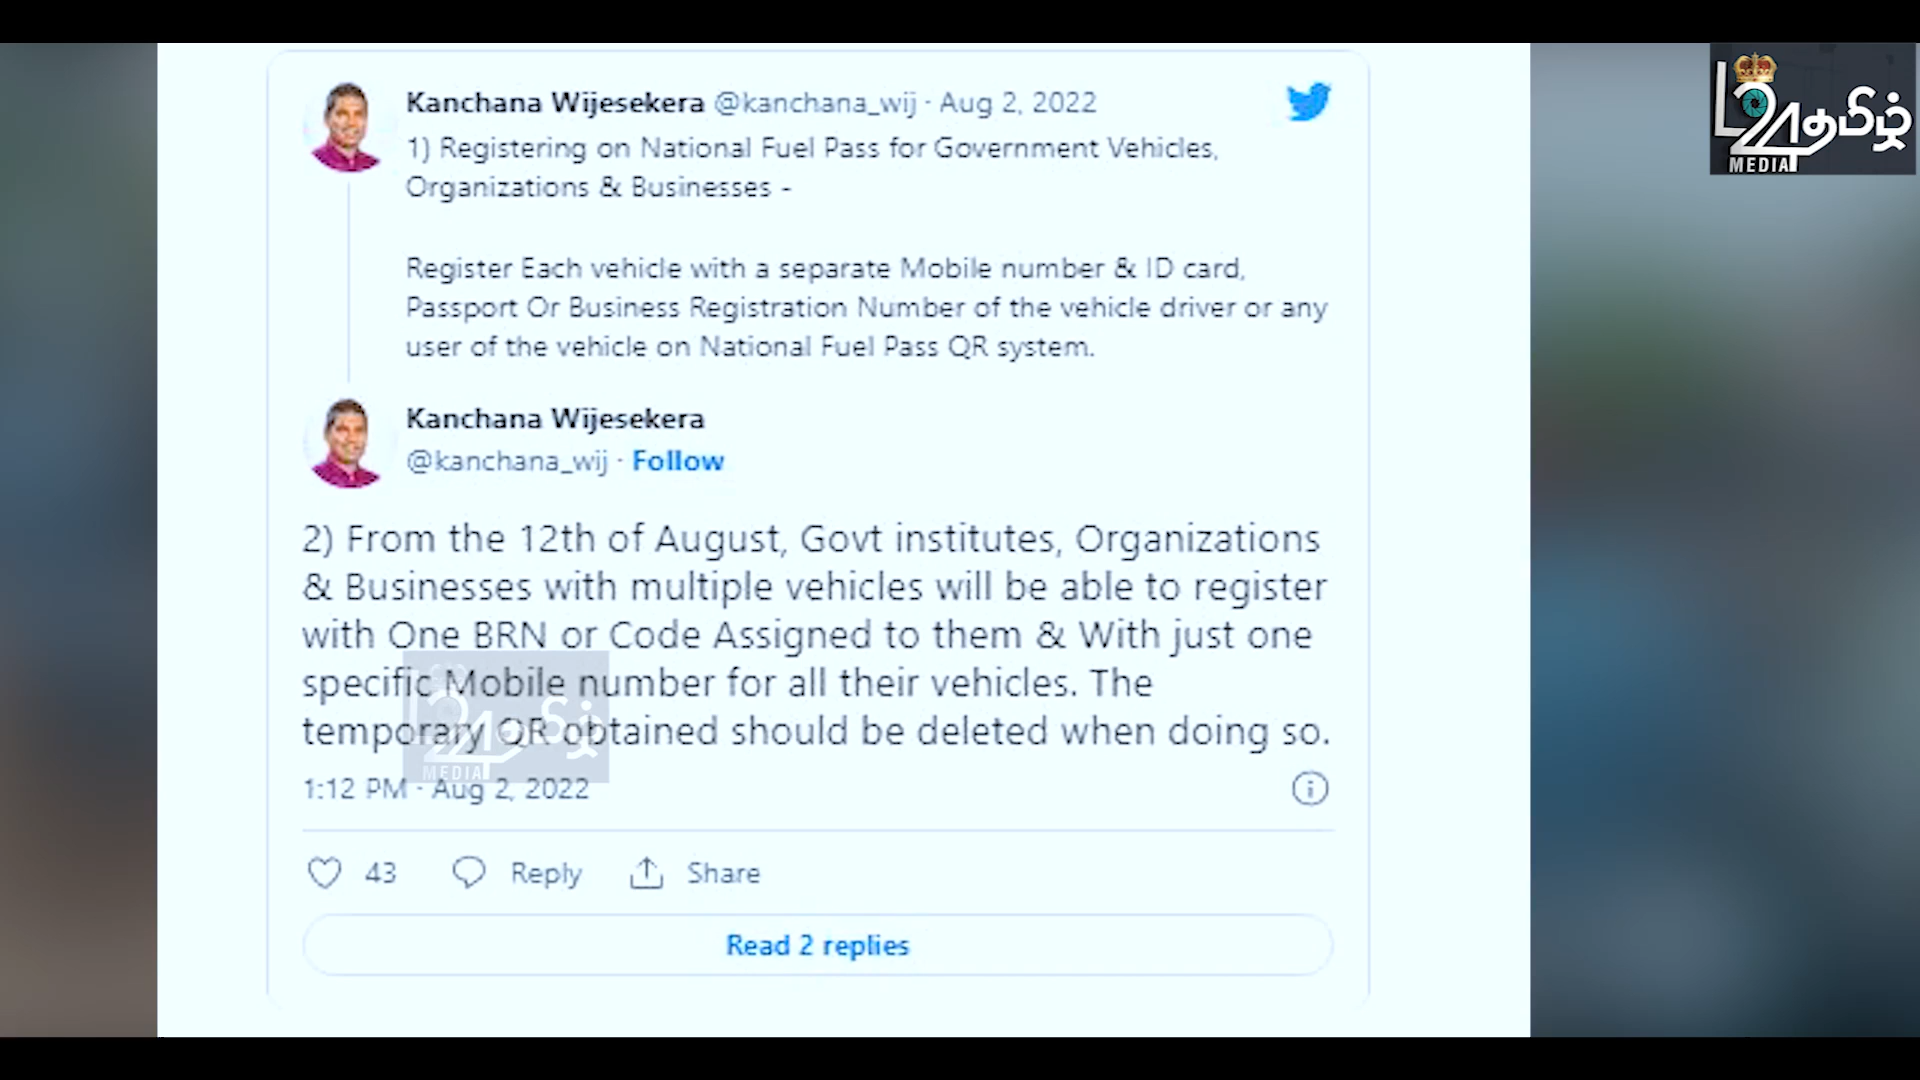 Kanchana Wijesekera @kanchana_wij · Aug 2, 2022
1) Registering on National Fuel Pass for Government Vehicles,
Organizations & Businesses -
Register Each vehicle with a separate Mobile number & ID card,
Passport Or Business Registration Number of the vehicle driver or any
user of the vehicle on National Fuel Pass QR system.
Kanchana Wijesekera
@kanchana_wij · Follow
2) From the 12th of August, Govt institutes, Organizations
& Businesses with multiple vehicles will be able to register
with One BRN or Code Assigned to them & With just one
specific Mobile number for all their vehicles. The
temporary QR obtained should be deleted when doing so.
1:12 PM · Aug 2, 2022
43 Reply Share
Read 2 replies
L24தமிழ்
MEDIA
L24தமிழ்
MEDIA